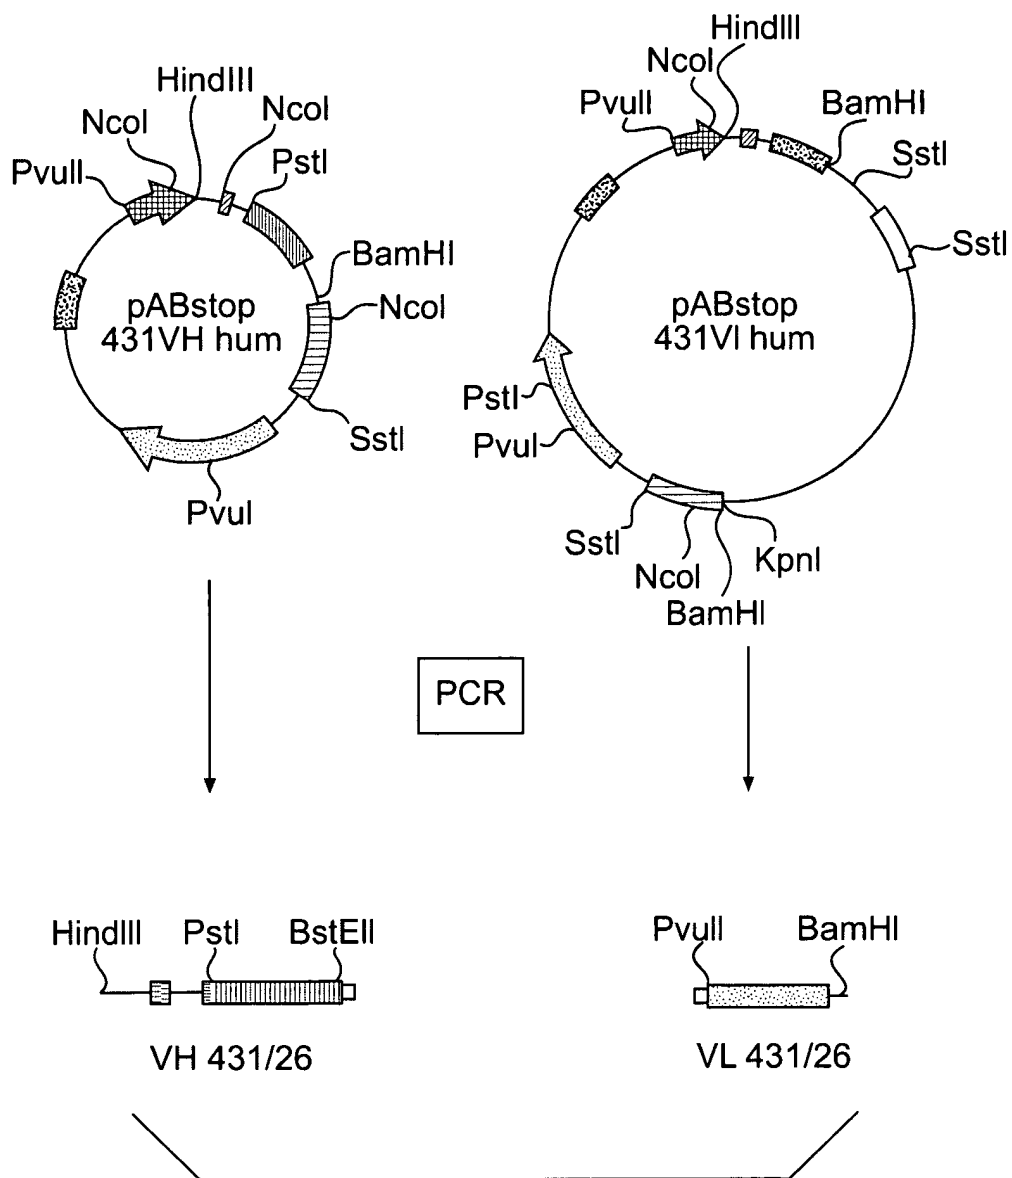 HindIII
NcoI
NcoI
PvuII
PstI
BamHI
NcoI
pABstop
431VH hum
SstI
PvuI
HindIII
NcoI
PvuII
BamHI
SstI
SstI
pABstop
431Vl hum
PstI
PvuI
SstI
NcoI
KpnI
BamHI
PCR
HindIII PstI BstEII
VH 431/26
PvuII BamHI
VL 431/26